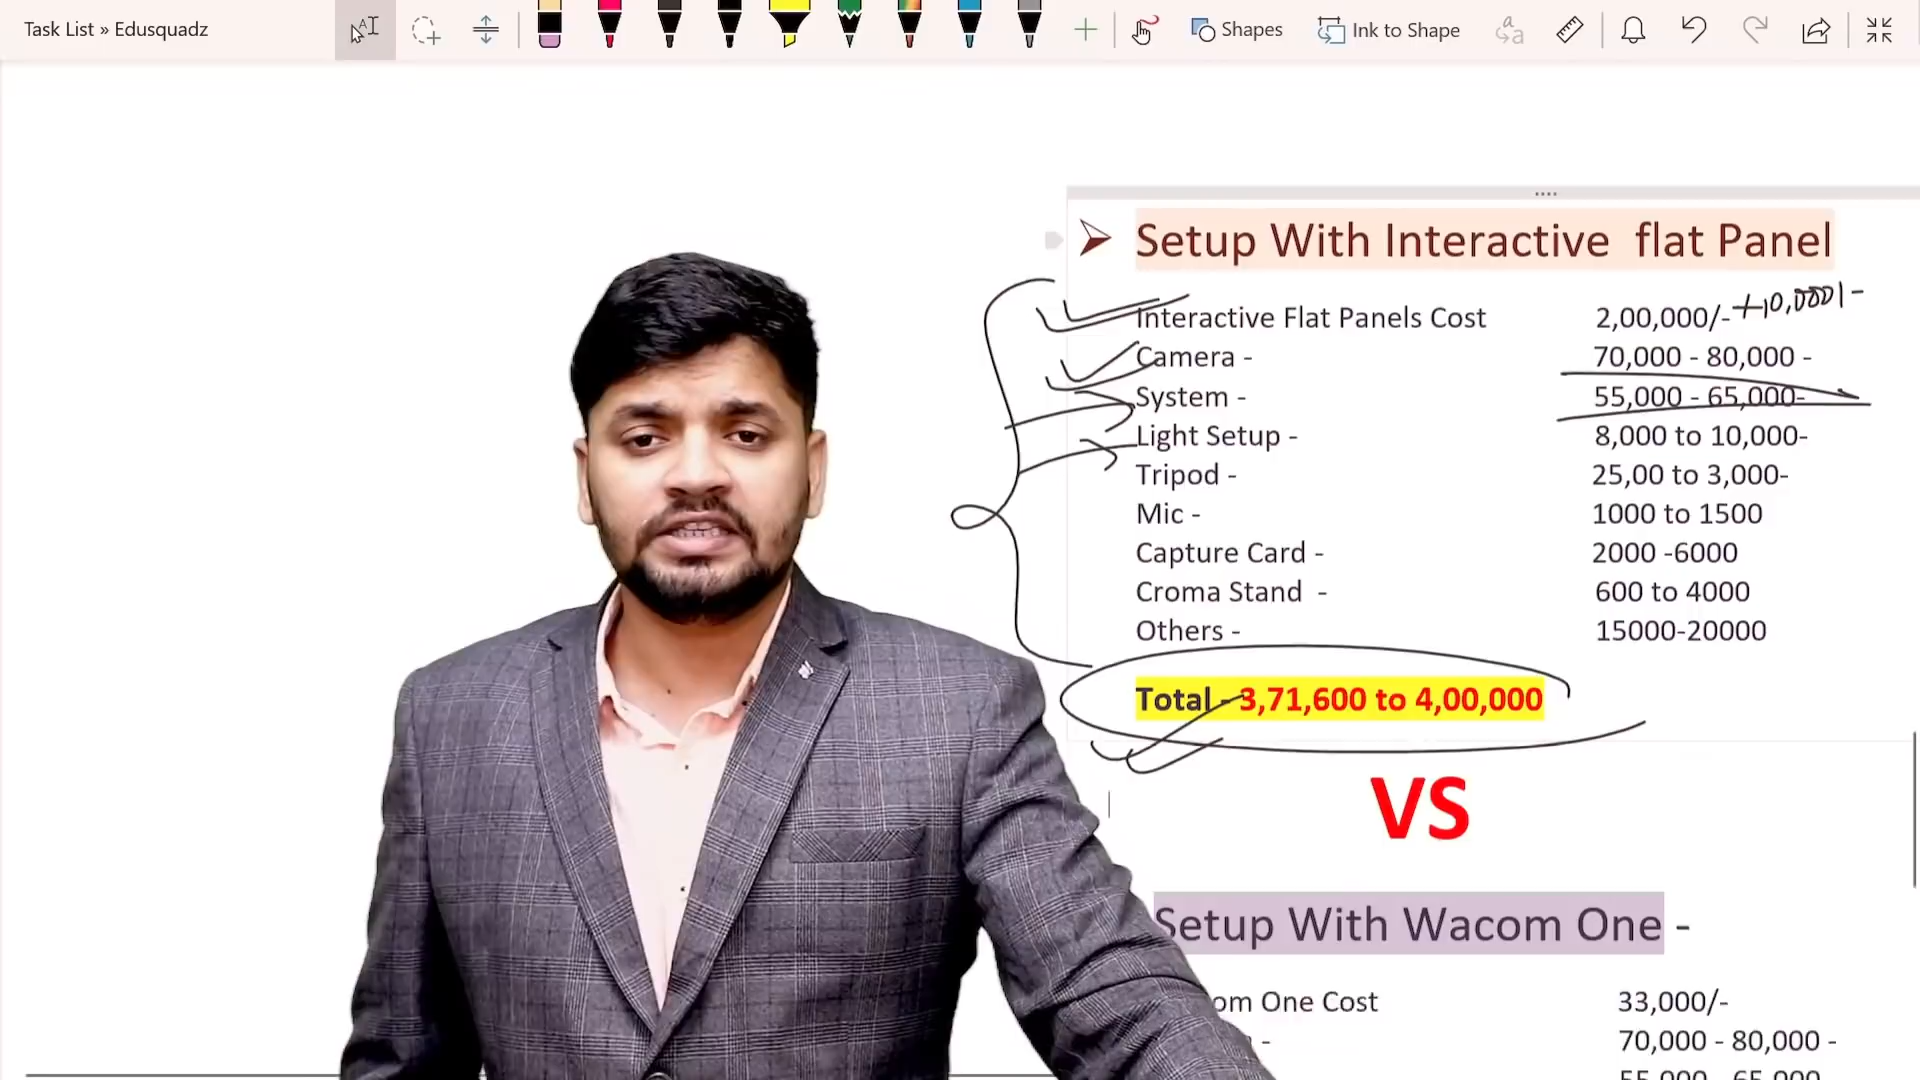 Task List » Edusquadz
Shapes
Ink to Shape
Setup With Interactive flat Panel
Interactive Flat Panels Cost 2,00,000/- +10,000/-
Camera - 70,000 - 80,000 -
System - 55,000 - 65,000-
Light Setup - 8,000 to 10,000-
Tripod - 25,00 to 3,000-
Mic - 1000 to 1500
Capture Card - 2000 -6000
Croma Stand - 600 to 4000
Others - 15000-20000
Total - 3,71,600 to 4,00,000
VS
Setup With Wacom One -
One Cost 33,000/-
- 70,000 - 80,000 -
55,000 - 65,000